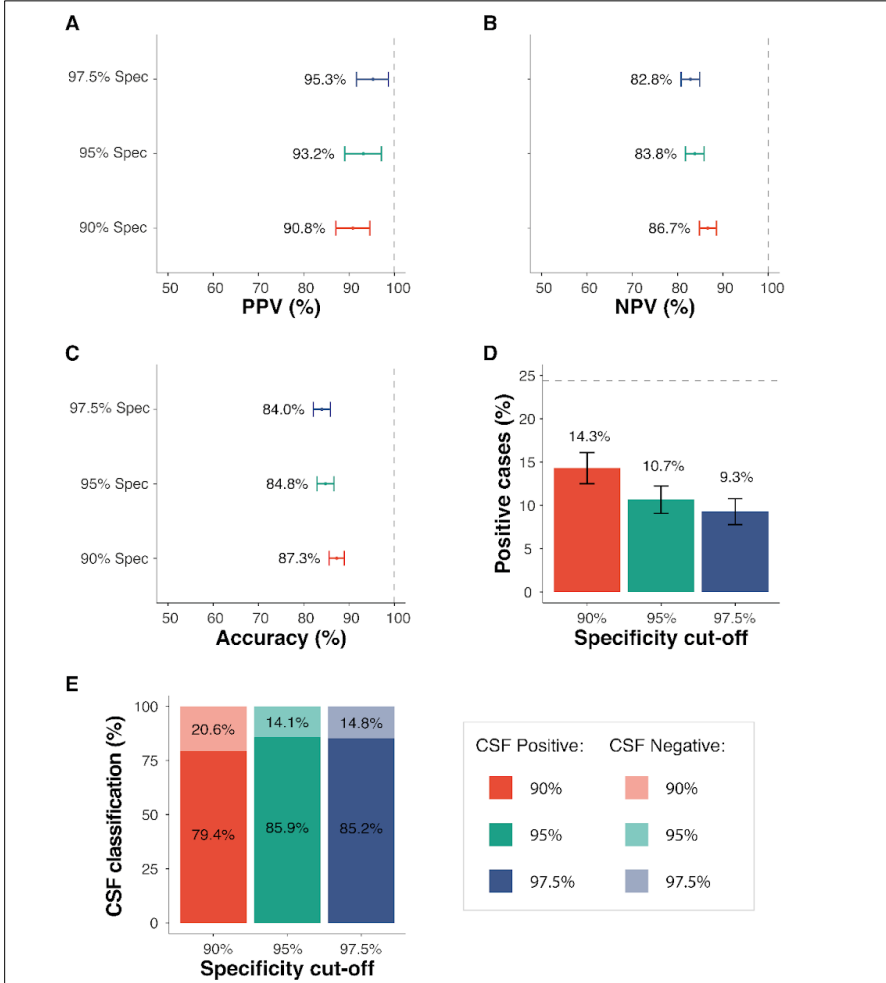 A
97.5% Spec
95% Spec
90% Spec
95.3%
93.2%
90.8%
50 60 70 80 90 100
PPV (%)
B
82.8%
83.8%
86.7%
50 60 70 80 90 100
NPV (%)
C
97.5% Spec
95% Spec
90% Spec
84.0%
84.8%
87.3%
50 60 70 80 90 100
Accuracy (%)
D
Positive cases (%)
25
20
15
10
5
0
14.3%
10.7%
9.3%
90% 95% 97.5%
Specificity cut-off
E
CSF classification (%)
100
75
50
25
0
20.6% 14.1% 14.8%
79.4% 85.9% 85.2%
90% 95% 97.5%
Specificity cut-off
CSF Positive: CSF Negative:
90% 90%
95% 95%
97.5% 97.5%